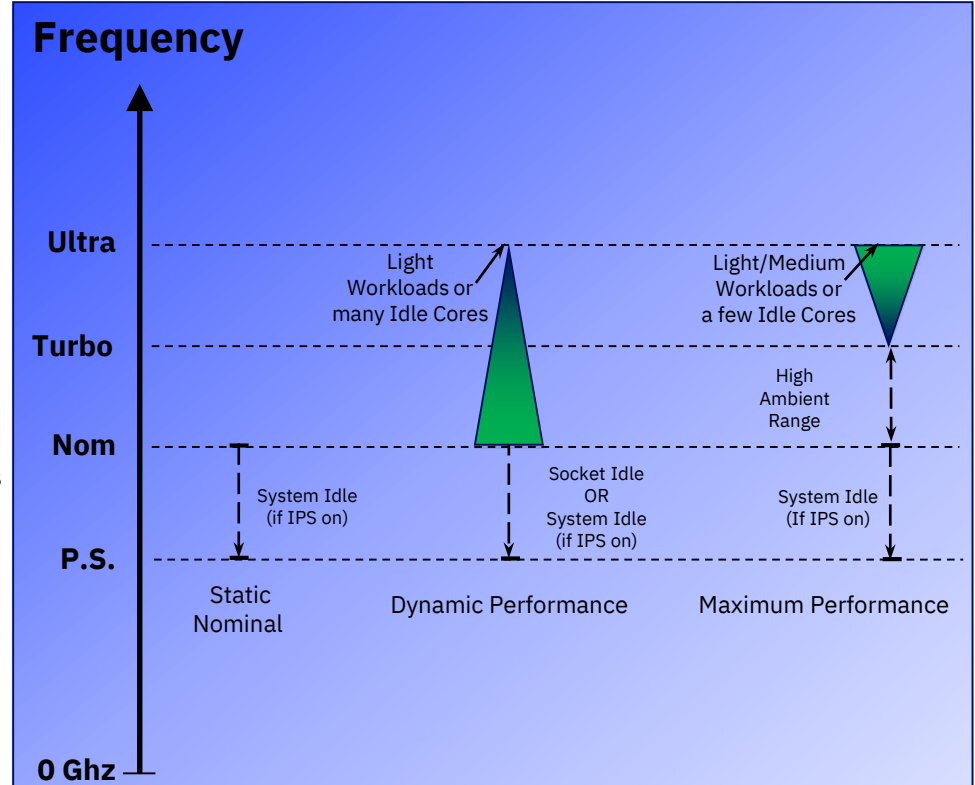 Frequency
Ultra
Light
Workloads or
many Idle Cores
Light/Medium
Workloads or
a few Idle Cores
Turbo
High
Ambient
Range
Nom
System Idle
(if IPS on)
Socket Idle
OR
System Idle
(if IPS on)
System Idle
(If IPS on)
P.S.
Static
Nominal
Dynamic Performance
Maximum Performance
0 Ghz